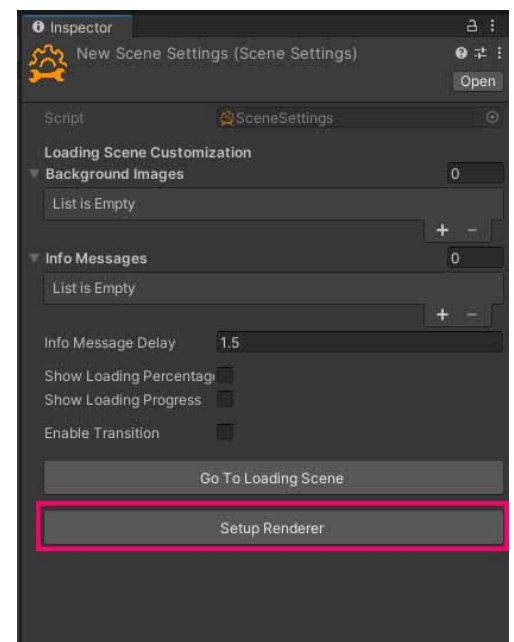 Inspector
New Scene Settings (Scene Settings)
Open
Script SceneSettings
Loading Scene Customization
Background Images 0
List is Empty
+ -
Info Messages 0
List is Empty
+ -
Info Message Delay 1.5
Show Loading Percentag
Show Loading Progress
Enable Transition
Go To Loading Scene
Setup Renderer